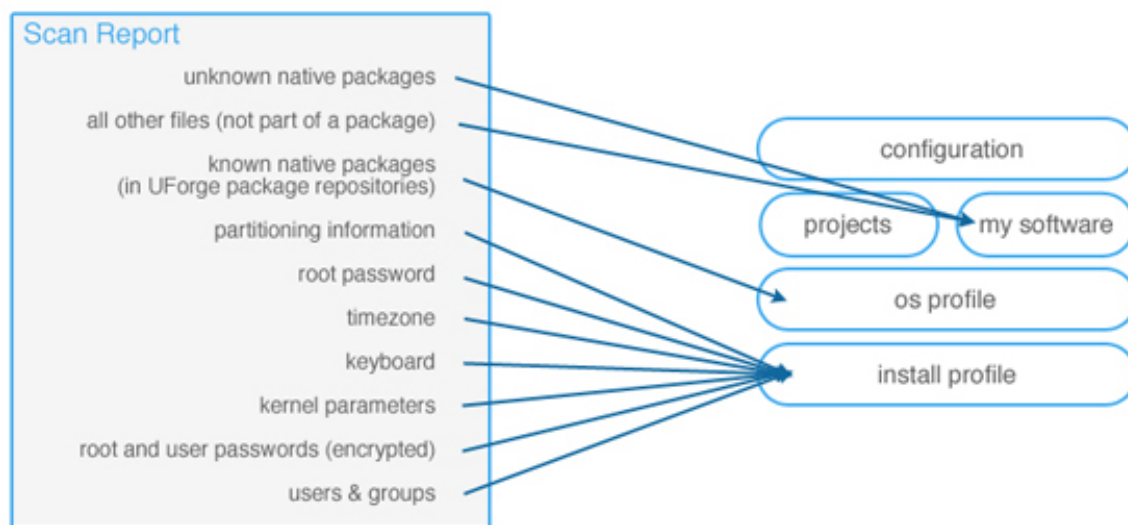 Scan Report
unknown native packages
all other files (not part of a package)
known native packages
(in UForge package repositories)
partitioning information
root password
timezone
keyboard
kernel parameters
root and user passwords (encrypted)
users & groups
configuration
projects
my software
os profile
install profile